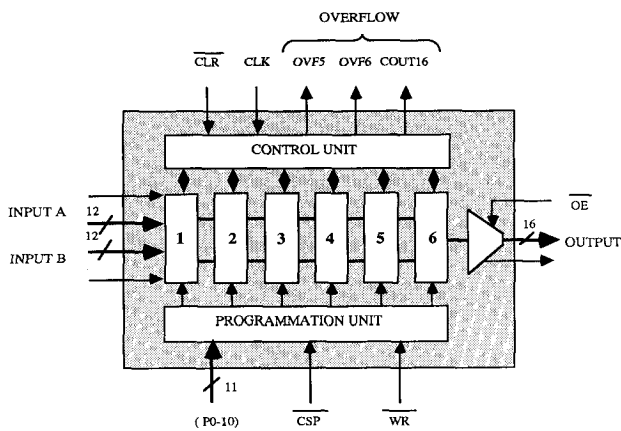 OVERFLOW
CLR CLK OVF5 OVF6 COUT16
CONTROL UNIT
INPUT A 12
12
INPUT B
1 2 3 4 5 6
OE
16
OUTPUT
PROGRAMMATION UNIT
11
(P0-10) CSP WR